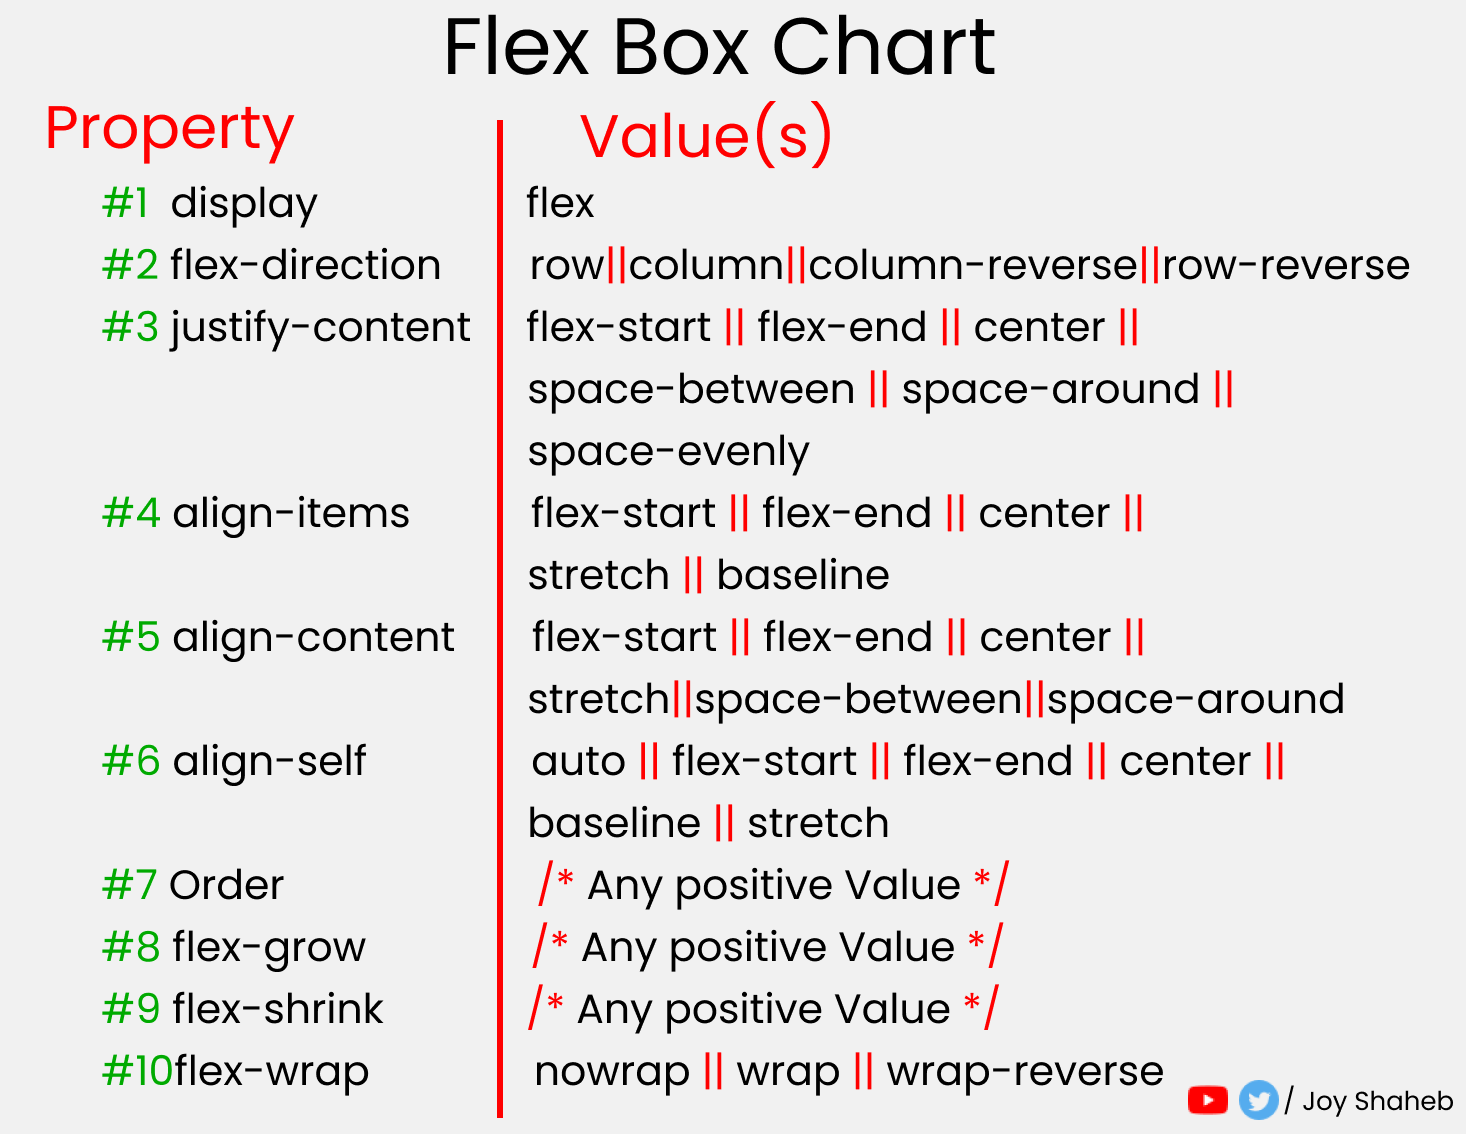 Flex Box Chart
Property Value(s)
#1 display flex
#2 flex-direction row||column||column-reverse||row-reverse
#3 justify-content flex-start || flex-end || center ||
space-between || space-around ||
space-evenly
#4 align-items flex-start || flex-end || center ||
stretch || baseline
#5 align-content flex-start || flex-end || center ||
stretch||space-between||space-around
#6 align-self auto || flex-start || flex-end || center ||
baseline || stretch
#7 Order /* Any positive Value */
#8 flex-grow /* Any positive Value */
#9 flex-shrink /* Any positive Value */
#10flex-wrap nowrap || wrap || wrap-reverse
/ Joy Shaheb